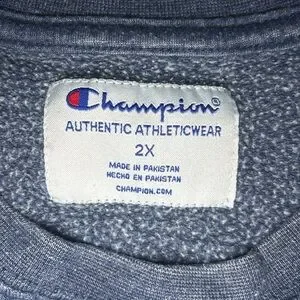 Champion®
AUTHENTIC ATHLETICWEAR
2X
MADE IN PAKISTAN
HECHO EN PAKISTAN
CHAMPION.COM